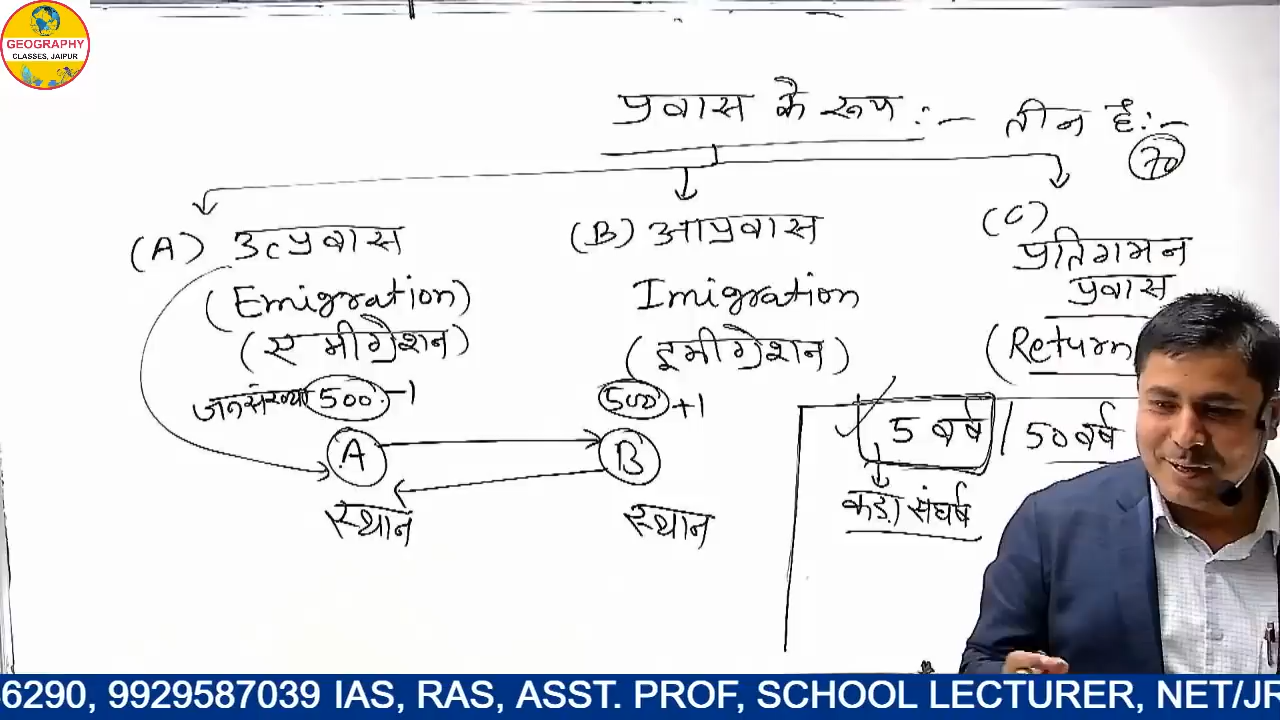 GEOGRAPHY
CLASSES, JAIPUR
प्रवास के रूप :- तीन है:-
70
(A) उत्प्रवास
(Emigration)
(एमीग्रेशन)
जनसंख्या 500 -1
A
स्थान
(B) आप्रवास
Imigration
(इमीग्रेशन)
500 +1
B
स्थान
(C)
प्रतिगमन
प्रवास
(Return
5 वर्ष / 50 वर्ष
कड़ा संघर्ष
6290, 9929587039 IAS, RAS, ASST. PROF, SCHOOL LECTURER, NET/JR